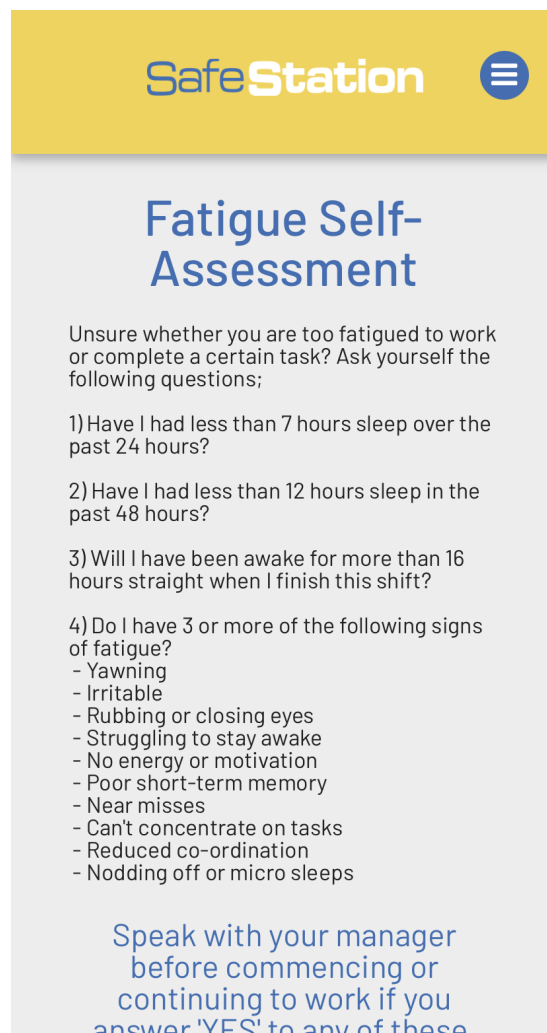 SafeStation
Fatigue Self-
Assessment
Unsure whether you are too fatigued to work
or complete a certain task? Ask yourself the
following questions;
1) Have I had less than 7 hours sleep over the
past 24 hours?
2) Have I had less than 12 hours sleep in the
past 48 hours?
3) Will I have been awake for more than 16
hours straight when I finish this shift?
4) Do I have 3 or more of the following signs
of fatigue?
- Yawning
- Irritable
- Rubbing or closing eyes
- Struggling to stay awake
- No energy or motivation
- Poor short-term memory
- Near misses
- Can't concentrate on tasks
- Reduced co-ordination
- Nodding off or micro sleeps
Speak with your manager
before commencing or
continuing to work if you
answer 'YES' to any of these